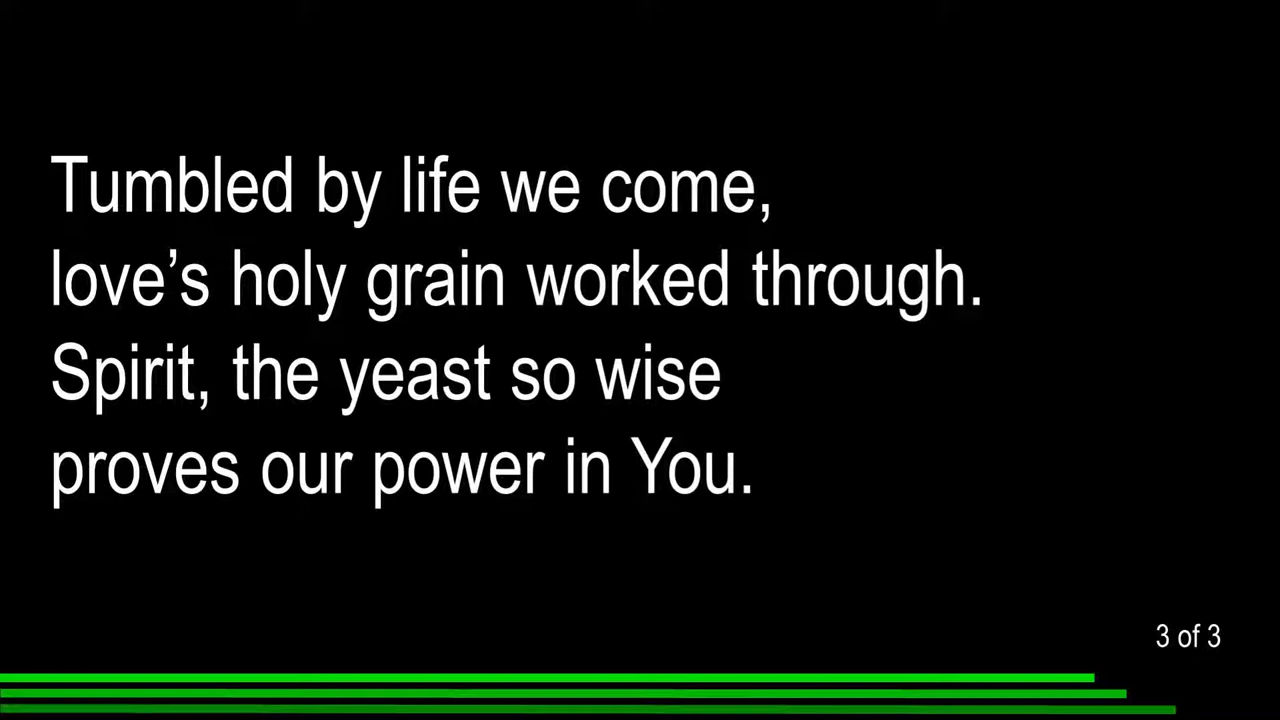 Tumbled by life we come,
love’s holy grain worked through.
Spirit, the yeast so wise
proves our power in You.
3 of 3